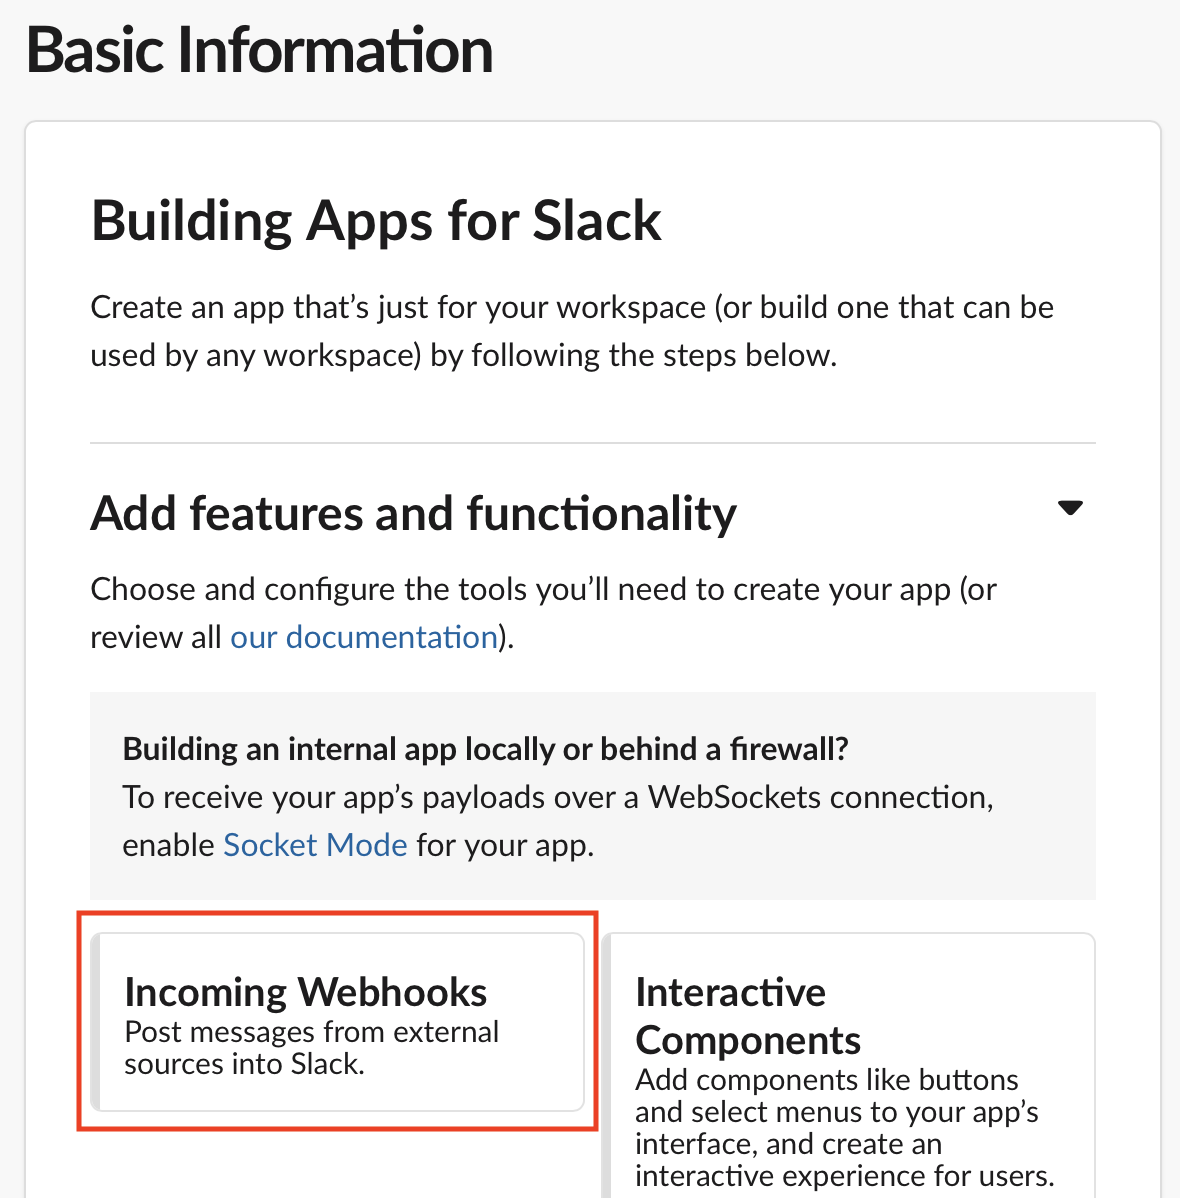 Basic Information
Building Apps for Slack
Create an app that’s just for your workspace (or build one that can be
used by any workspace) by following the steps below.
Add features and functionality
Choose and configure the tools you’ll need to create your app (or
review all our documentation).
Building an internal app locally or behind a firewall?
To receive your app’s payloads over a WebSockets connection,
enable Socket Mode for your app.
Incoming Webhooks
Post messages from external
sources into Slack.
Interactive
Components
Add components like buttons
and select menus to your app’s
interface, and create an
interactive experience for users.